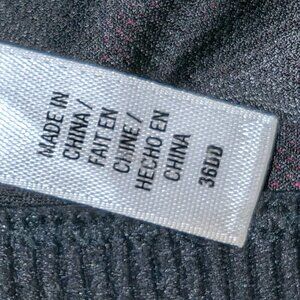 MADE IN
CHINA/
FAIT EN
CHINE/
HECHO EN
CHINA
36DD